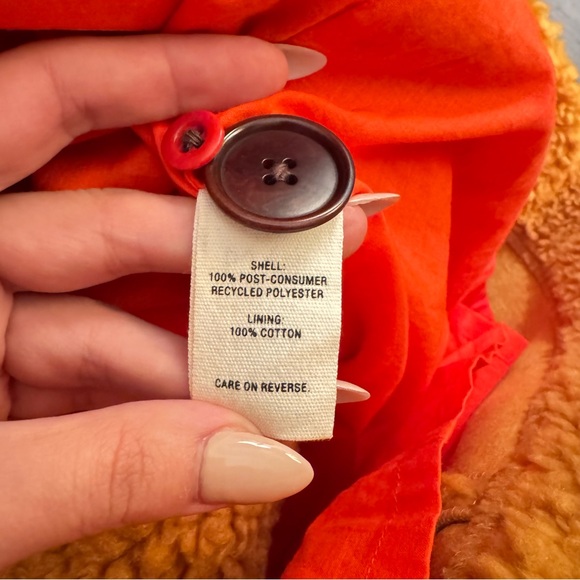 SHELL:
100% POST-CONSUMER
RECYCLED POLYESTER
LINING:
100% COTTON
CARE ON REVERSE.